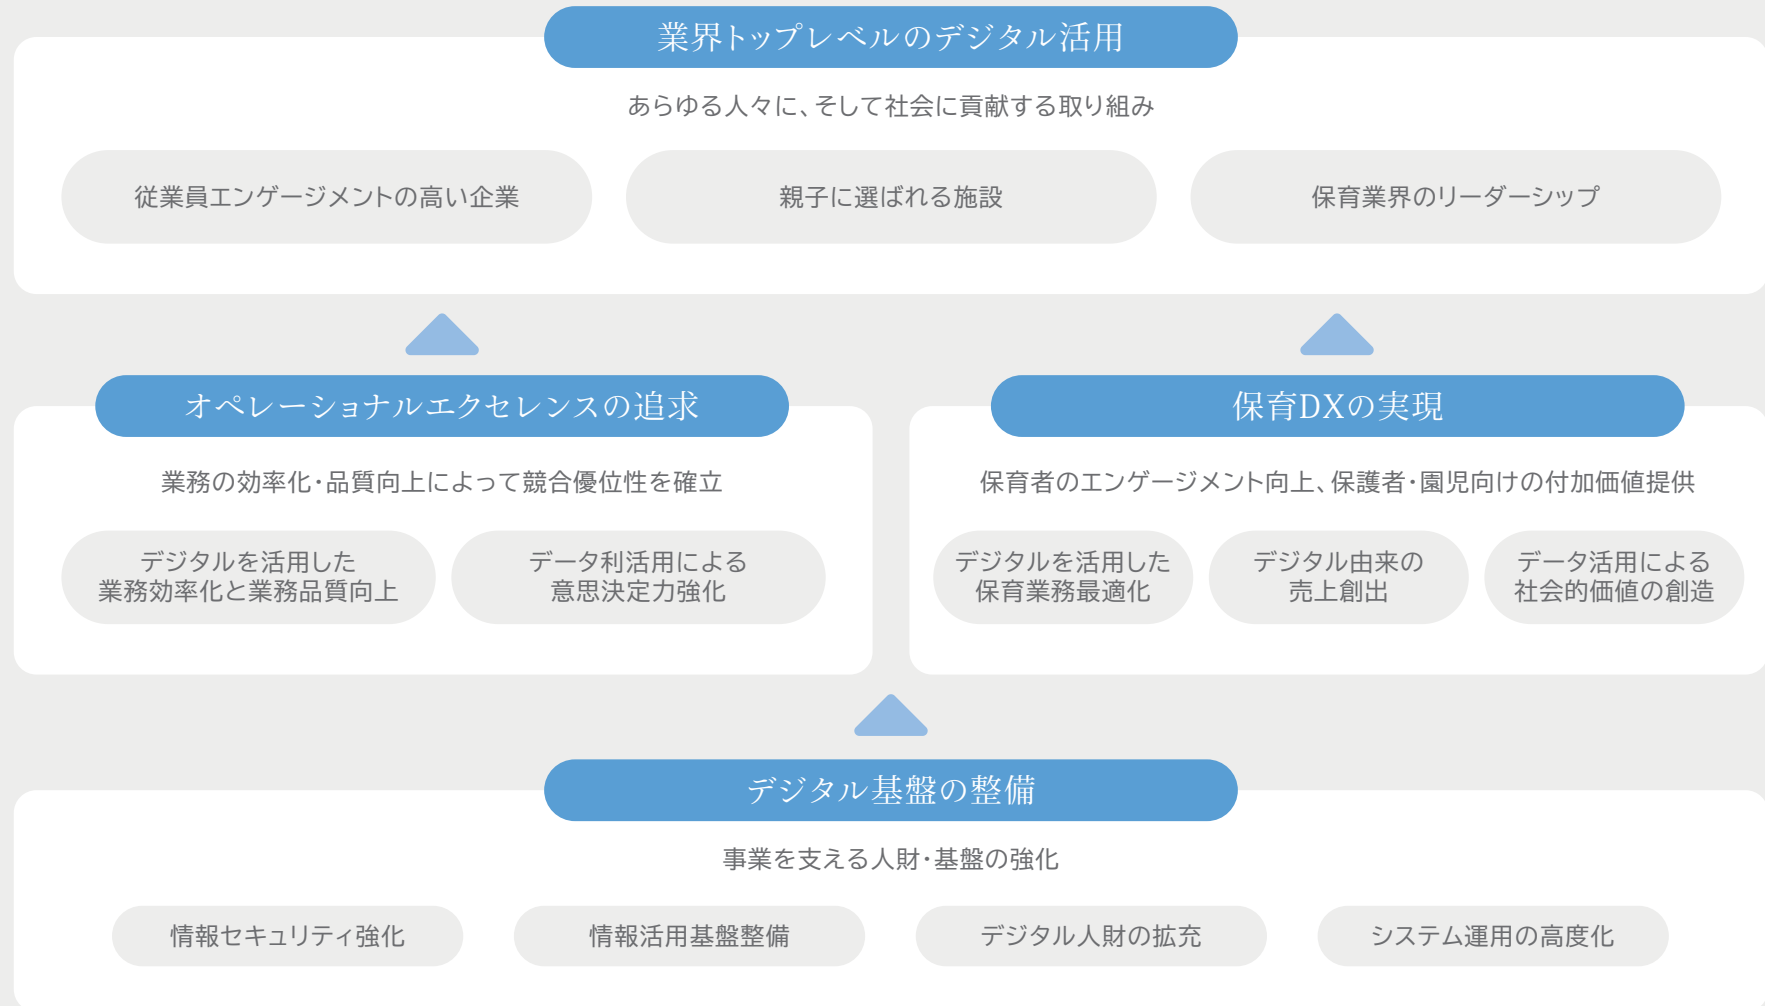 業界トップレベルのデジタル活用
あらゆる人々に、そして社会に貢献する取り組み
従業員エンゲージメントの高い企業
親子に選ばれる施設
保育業界のリーダーシップ
オペレーショナルエクセレンスの追求
業務の効率化・品質向上によって競合優位性を確立
デジタルを活用した
業務効率化と業務品質向上
データ利活用による
意思決定力強化
保育DXの実現
保育者のエンゲージメント向上、保護者・園児向けの付加価値提供
デジタルを活用した
保育業務最適化
デジタル由来の
売上創出
データ活用による
社会的価値の創造
デジタル基盤の整備
事業を支える人財・基盤の強化
情報セキュリティ強化
情報活用基盤整備
デジタル人財の拡充
システム運用の高度化